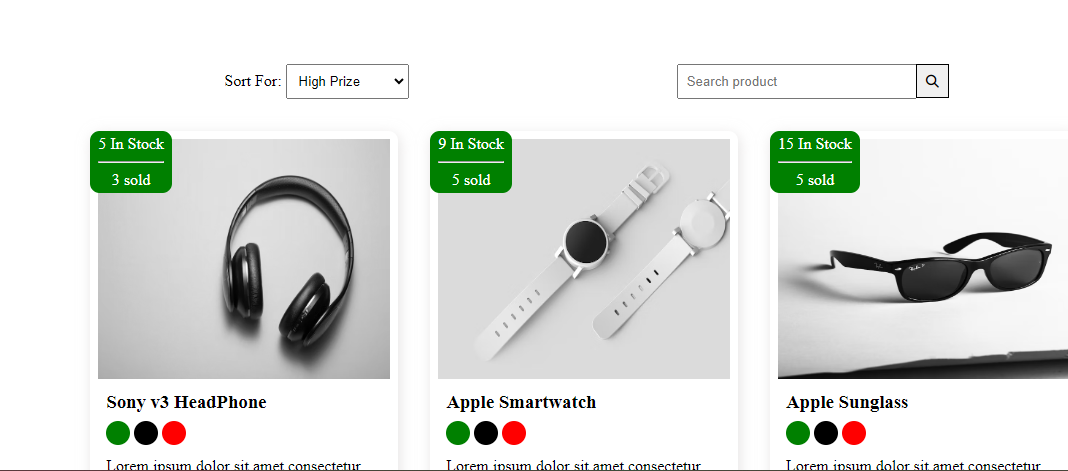 Sort For: High Prize
Search product
5 In Stock
3 sold
9 In Stock
5 sold
15 In Stock
5 sold
Sony v3 HeadPhone
Apple Smartwatch
Apple Sunglass
Lorem ipsum dolor sit amet consectetur
Lorem ipsum dolor sit amet consectetur
Lorem ipsum dolor sit amet consectetur